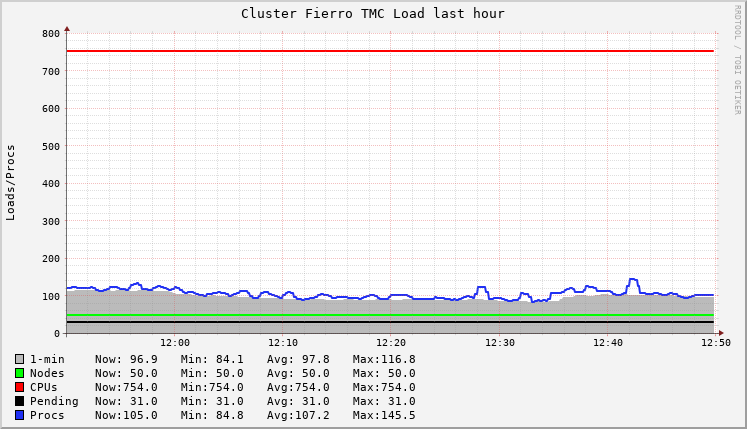 Cluster Fierro TMC Load last hour
RRDTOOL / TOBI OETIKER
Loads/Procs
800
700
600
500
400
300
200
100
0
12:00 12:10 12:20 12:30 12:40 12:50
1-min Now: 96.9 Min: 84.1 Avg: 97.8 Max:116.8
Nodes Now: 50.0 Min: 50.0 Avg: 50.0 Max: 50.0
CPUs Now:754.0 Min:754.0 Avg:754.0 Max:754.0
Pending Now: 31.0 Min: 31.0 Avg: 31.0 Max: 31.0
Procs Now:105.0 Min: 84.8 Avg:107.2 Max:145.5